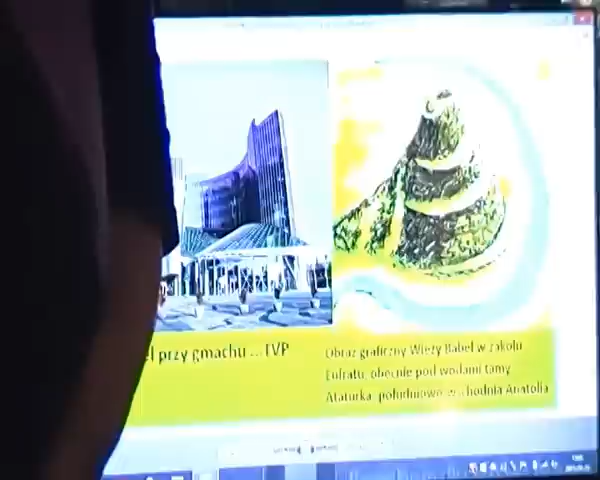 przy gmachu ... TVP
Obraz graficzny Wieży Babel w zakolu
Eufratu, obecnie pod wodami tamy
Ataturka, południowo wschodnia Anatolia